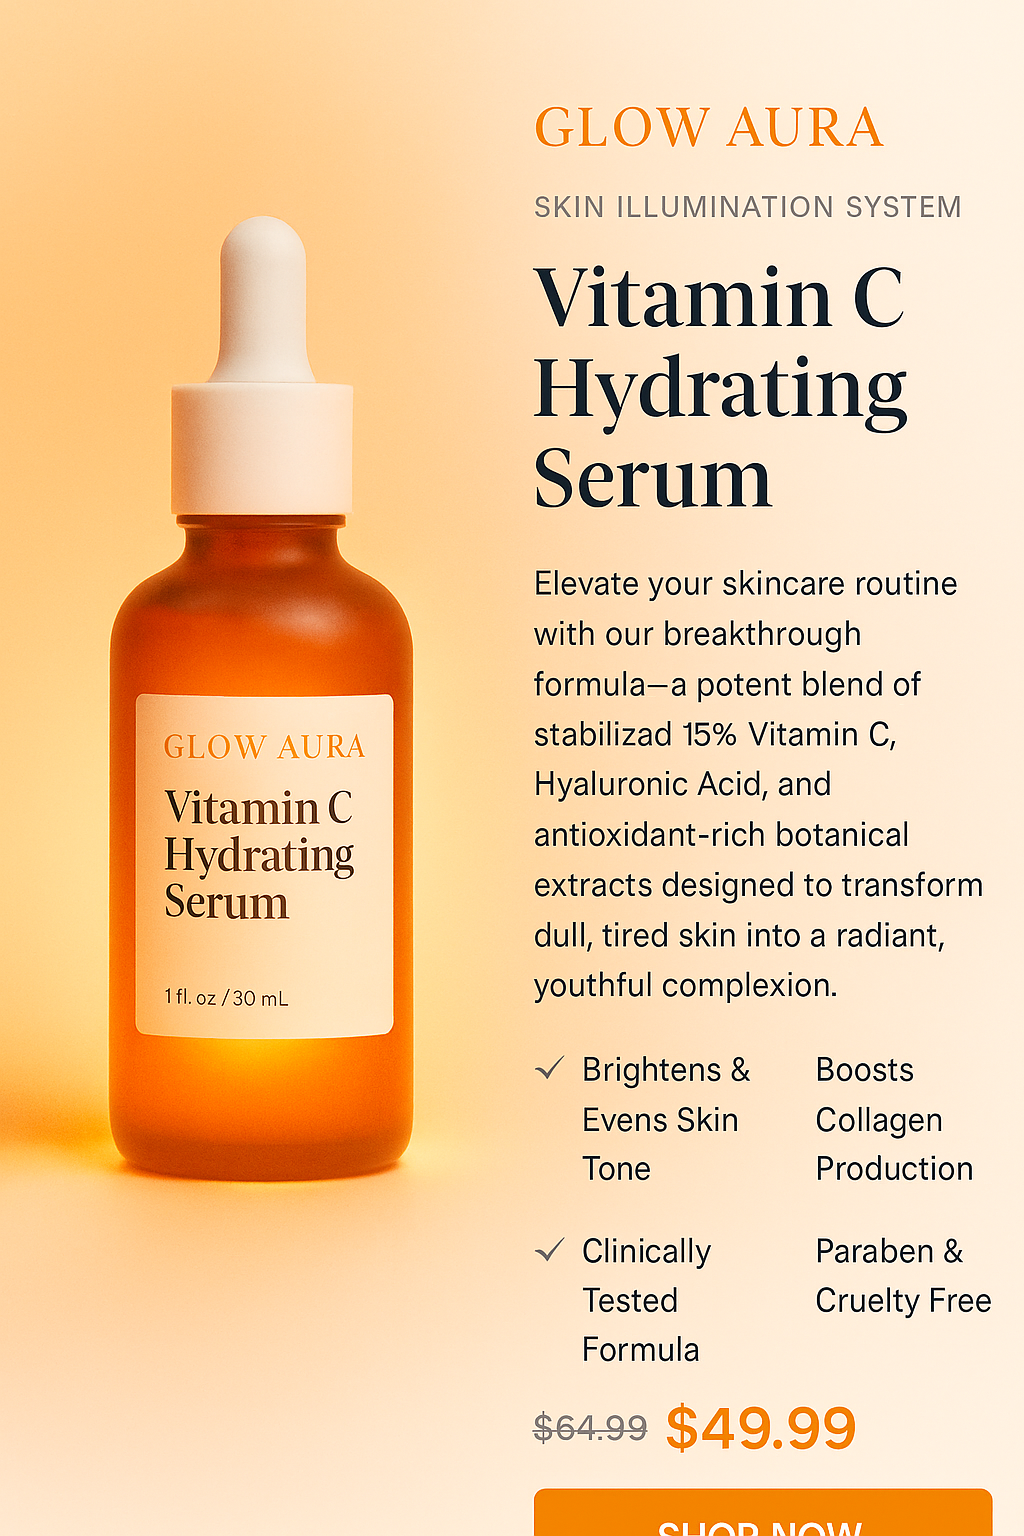 GLOW AURA
SKIN ILLUMINATION SYSTEM
Vitamin C
Hydrating
Serum
Elevate your skincare routine
with our breakthrough
formula—a potent blend of
stabilizad 15% Vitamin C,
Hyaluronic Acid, and
antioxidant-rich botanical
extracts designed to transform
dull, tired skin into a radiant,
youthful complexion.
Brightens &
Evens Skin
Tone
Boosts
Collagen
Production
Clinically
Tested
Formula
Paraben &
Cruelty Free
$64.99 $49.99
SHOP NOW
GLOW AURA
Vitamin C
Hydrating
Serum
1 fl. oz / 30 mL